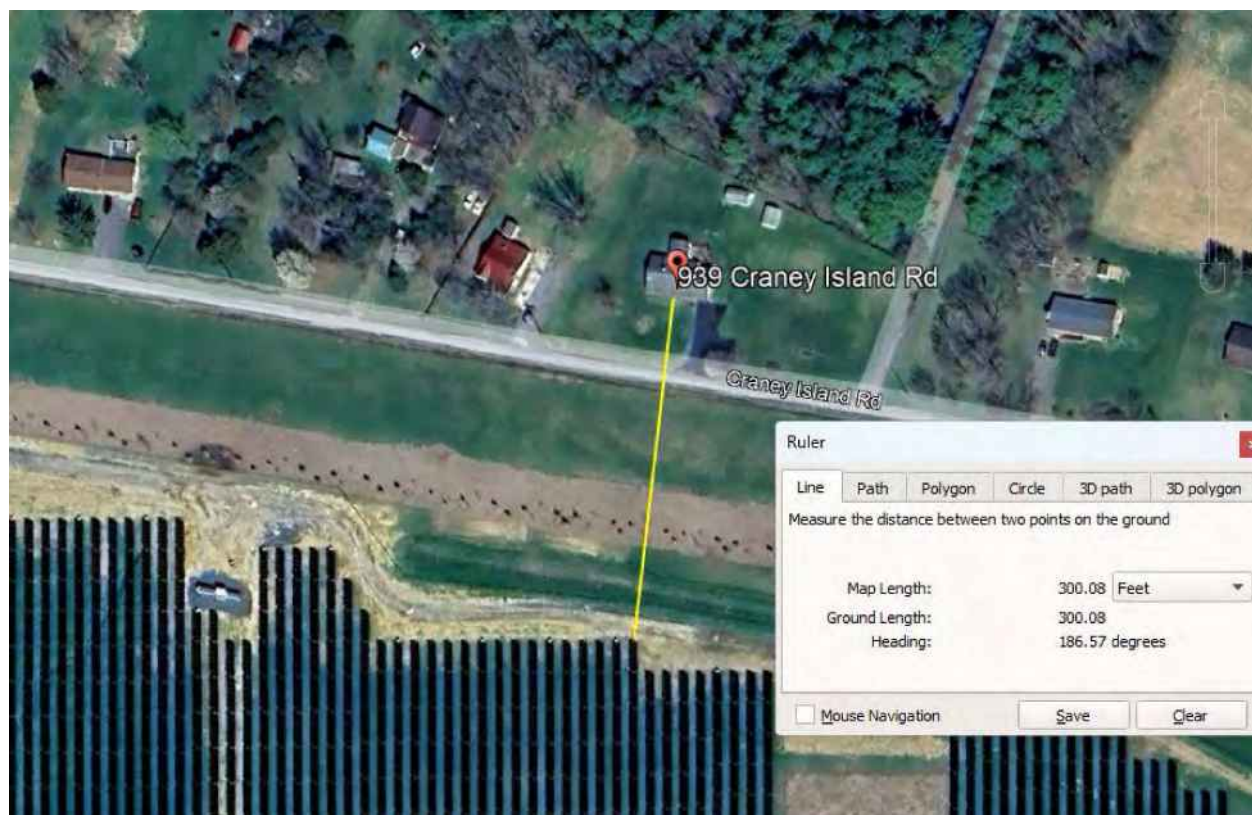 939 Craney Island Rd
Craney Island Rd
Ruler
Line Path Polygon Circle 3D path 3D polygon
Measure the distance between two points on the ground
Map Length: 300.08 Feet
Ground Length: 300.08
Heading: 186.57 degrees
Mouse Navigation Save Clear